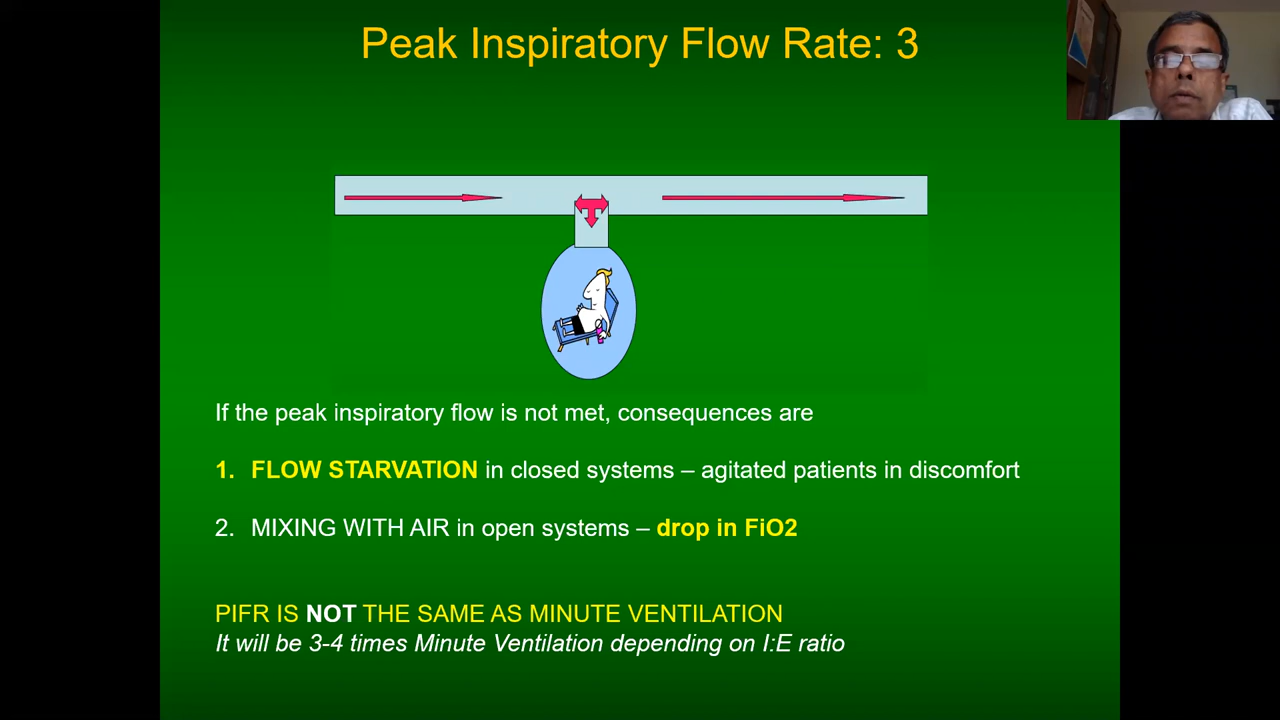 Peak Inspiratory Flow Rate: 3
If the peak inspiratory flow is not met, consequences are
1. FLOW STARVATION in closed systems – agitated patients in discomfort
2. MIXING WITH AIR in open systems – drop in FiO2
PIFR IS NOT THE SAME AS MINUTE VENTILATION
It will be 3-4 times Minute Ventilation depending on I:E ratio